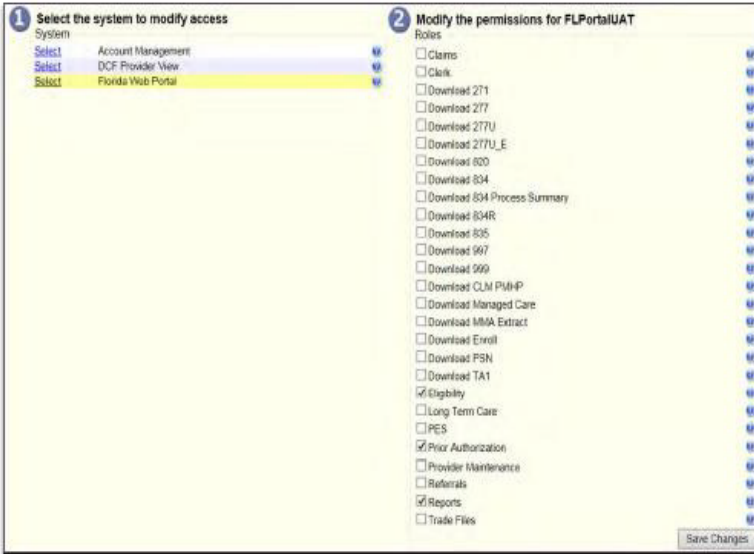 1 Select the system to modify access
System
Select Account Management
Select DCF Provider View
Select Florida Web Portal
2 Modify the permissions for FLPortalUAT
Roles
Claims
Clerk
Download 271
Download 277
Download 277U
Download 277U_E
Download 820
Download 834
Download 834 Process Summary
Download 834R
Download 835
Download 997
Download 999
Download CLM PMHP
Download Managed Care
Download MMA Extract
Download Enroll
Download PSN
Download TA1
Eligibility
Long Term Care
PES
Prior Authorization
Provider Maintenance
Referrals
Reports
Trade Files
Save Changes